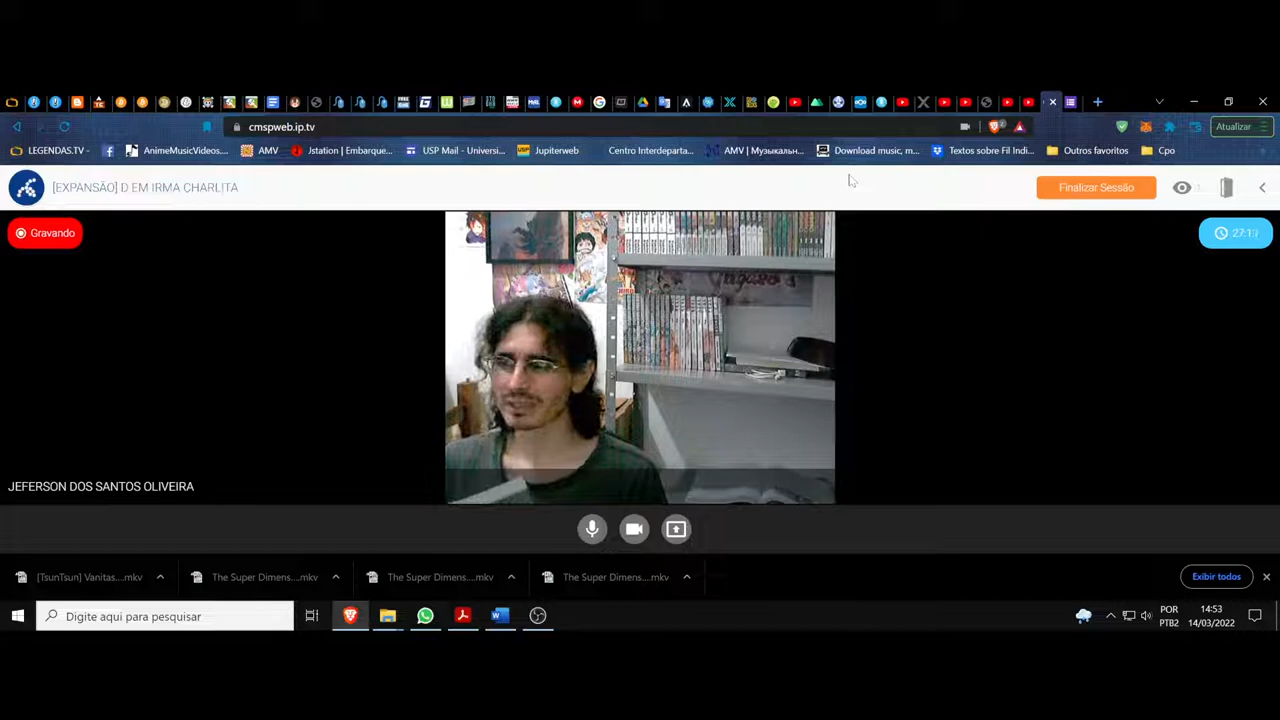 cmspweb.ip.tv
Atualizar
LEGENDAS.TV -
AnimeMusicVideos...
AMV
Jstation | Embarque...
USP Mail - Universi...
USP
Jupiterweb
Centro Interdeparta...
AMV | Музыкальн...
Download music, m...
Textos sobre Fil Indi...
Outros favoritos
Cpo
[EXPANSÃO] D EM IRMA CHARLITA
Finalizar Sessão
Gravando
JEFERSON DOS SANTOS OLIVEIRA
[TsunTsun] Vanitas....mkv
The Super Dimens....mkv
The Super Dimens....mkv
The Super Dimens....mkv
Exibir todos
Digite aqui para pesquisar
POR
PTB2
14:53
14/03/2022